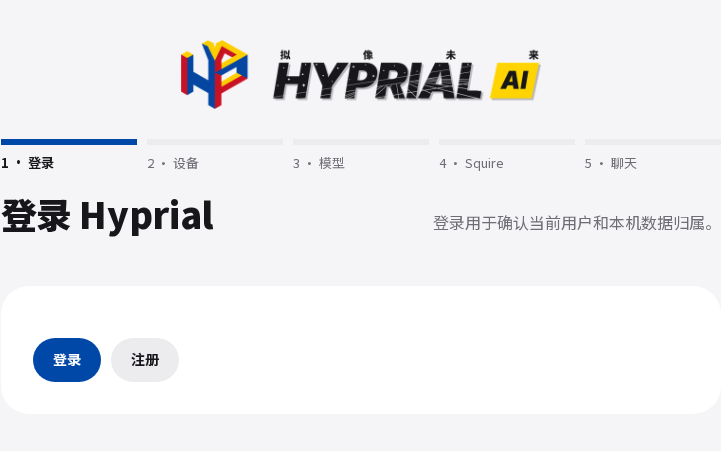 拟 像 未 来
HYPRIAL AI
1 · 登录
2 · 设备
3 · 模型
4 · Squire
5 · 聊天
登录 Hyprial
登录用于确认当前用户和本机数据归属。
登录
注册